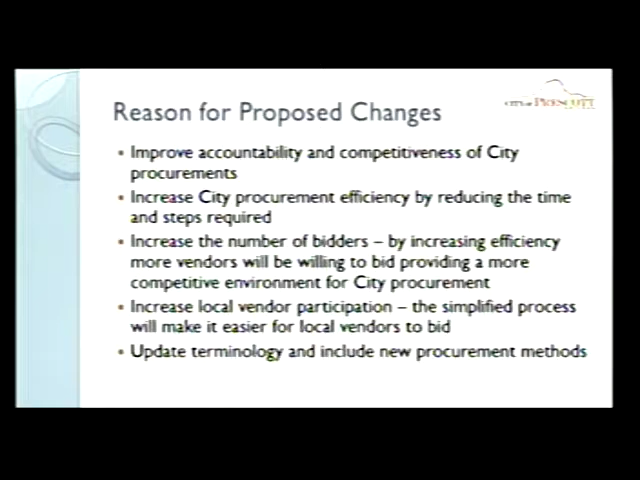 CITY OF PRESCOTT
Reason for Proposed Changes
• Improve accountability and competitiveness of City
procurements
• Increase City procurement efficiency by reducing the time
and steps required
• Increase the number of bidders – by increasing efficiency
more vendors will be willing to bid providing a more
competitive environment for City procurement
• Increase local vendor participation – the simplified process
will make it easier for local vendors to bid
• Update terminology and include new procurement methods